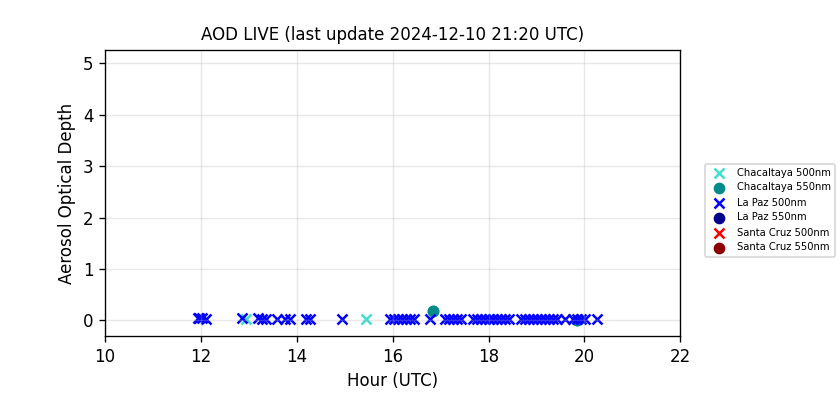 AOD LIVE (last update 2024-12-10 21:20 UTC)
5
4
3
2
1
0
Aerosol Optical Depth
10 12 14 16 18 20 22
Hour (UTC)
Chacaltaya 500nm
Chacaltaya 550nm
La Paz 500nm
La Paz 550nm
Santa Cruz 500nm
Santa Cruz 550nm